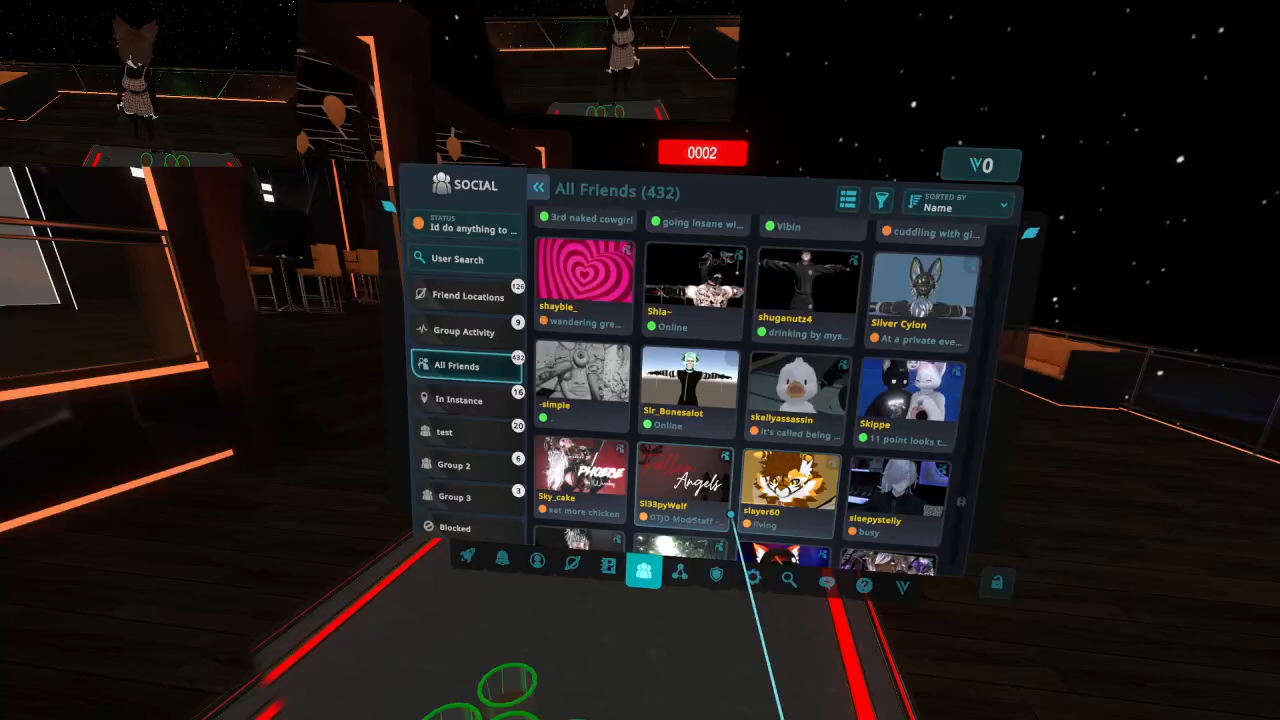 0002
V0
SOCIAL
All Friends (432)
SORTED BY
Name
STATUS
Id do anything to ...
User Search
Friend Locations
126
Group Activity
9
All Friends
432
In Instance
16
test
20
Group 2
6
Group 3
3
Blocked
3rd naked cowgirl
going insane wi...
Vibin
cuddling with gi...
shayble_
wandering gre...
Shia~
Online
shuganutz4
drinking by mys...
Silver Cylon
At a private eve...
-simple
.
Sir_Bonesalot
Online
skellyassassin
it's called being ...
Skippe
11 point looks t...
PHOEBE
Sky_cake
eat more chicken
Fallen
Angels
Sl33pyWolf
DTJD Mod/Staff -...
slayer60
living
sleepystelly
busy